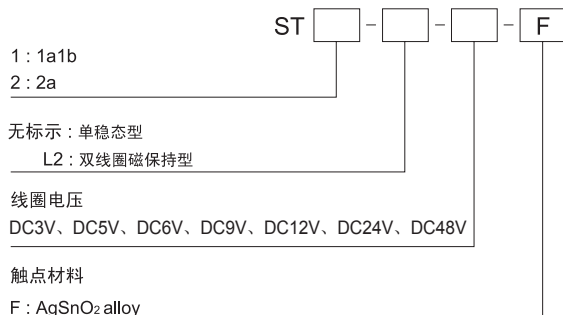 ST - - - F
1 : 1a1b
2 : 2a
无标示 : 单稳态型
L2 : 双线圈磁保持型
线圈电压
DC3V、DC5V、DC6V、DC9V、DC12V、DC24V、DC48V
触点材料
F : AgSnO₂ alloy